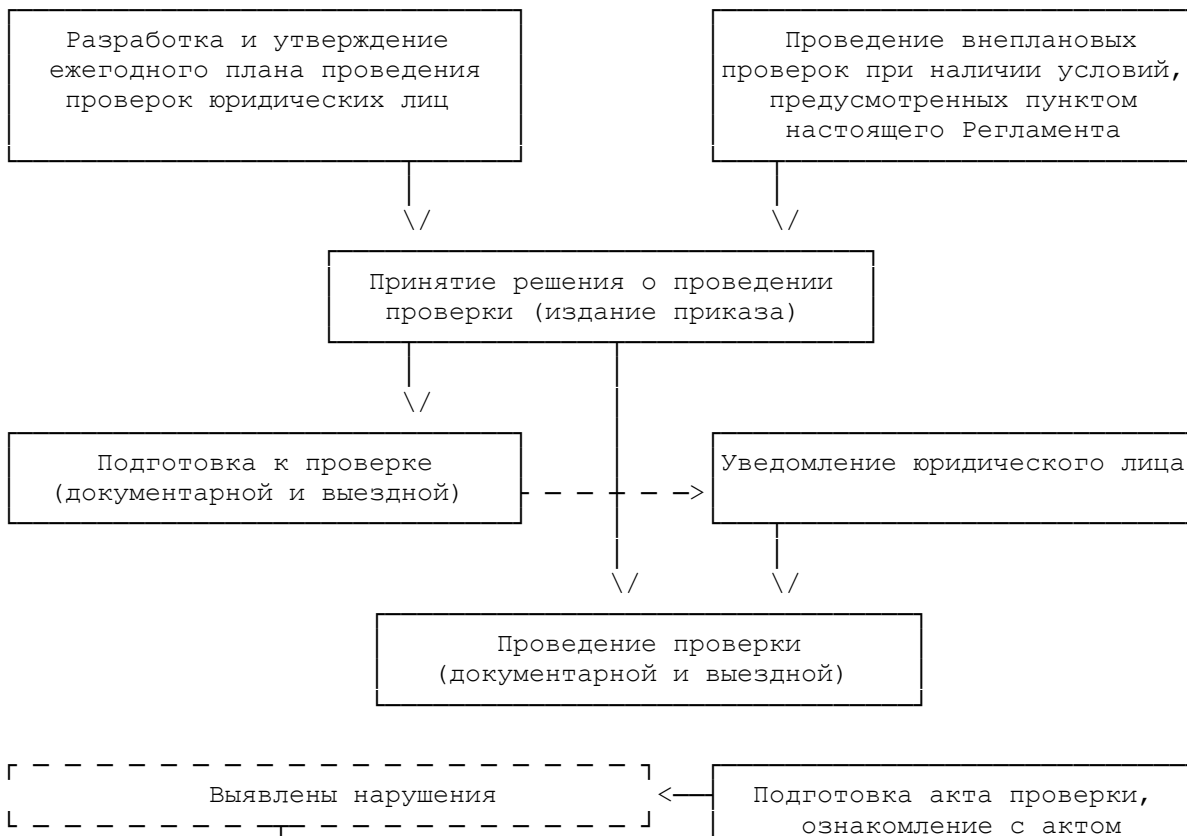 Разработка и утверждение
ежегодного плана проведения
проверок юридических лиц
Проведение внеплановых
проверок при наличии условий,
предусмотренных пунктом
настоящего Регламента
Принятие решения о проведении
проверки (издание приказа)
Подготовка к проверке
(документарной и выездной)
Уведомление юридического лица
Проведение проверки
(документарной и выездной)
Выявлены нарушения
Подготовка акта проверки,
ознакомление с актом